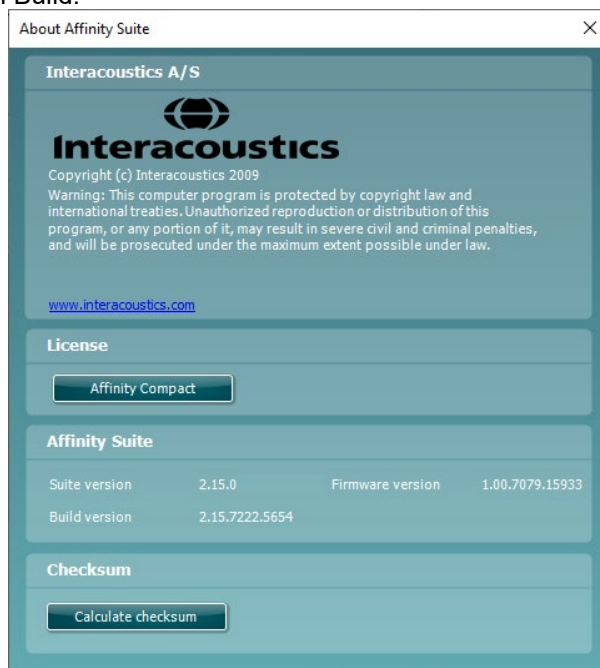 Build.
About Affinity Suite
Interacoustics A/S
Interacoustics
Copyright (c) Interacoustics 2009
Warning: This computer program is protected by copyright law and
international treaties. Unauthorized reproduction or distribution of this
program, or any portion of it, may result in severe civil and criminal penalties,
and will be prosecuted under the maximum extent possible under law.
www.interacoustics.com
License
Affinity Compact
Affinity Suite
Suite version 2.15.0 Firmware version 1.00.7079.15933
Build version 2.15.7222.5654
Checksum
Calculate checksum